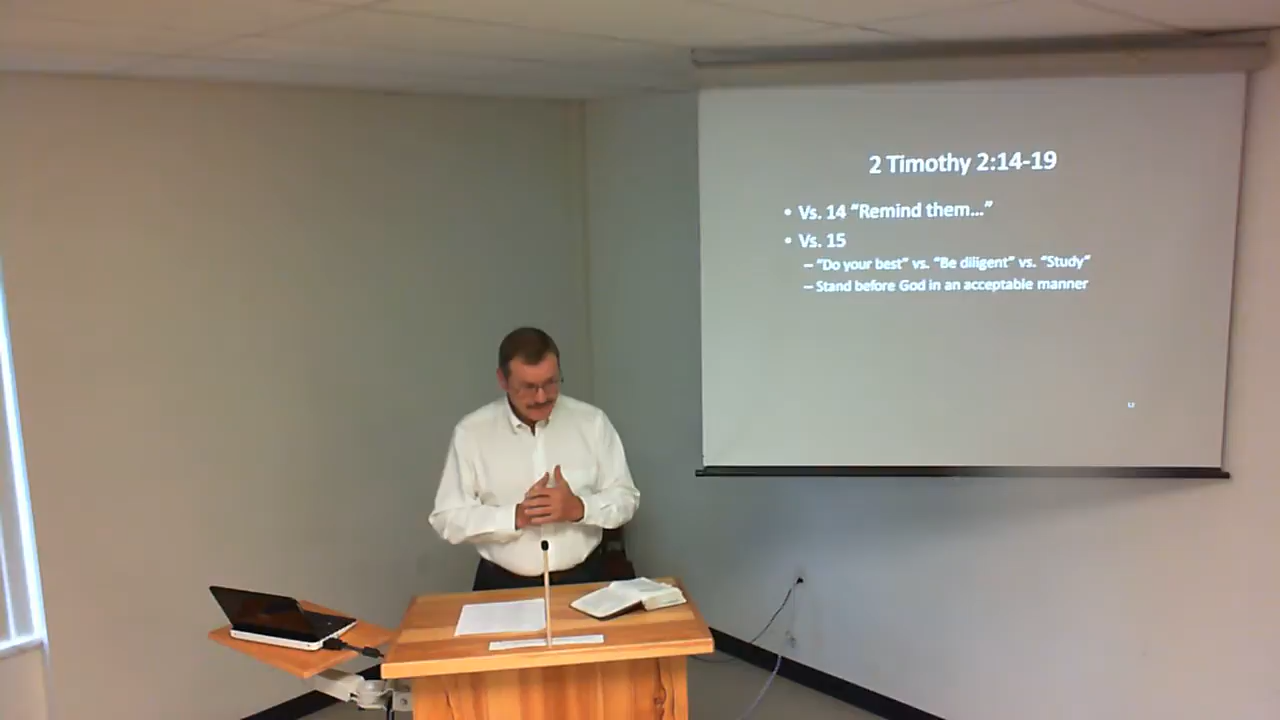 2 Timothy 2:14-19
• Vs. 14 “Remind them…”
• Vs. 15
– “Do your best” vs. “Be diligent” vs. “Study”
– Stand before God in an acceptable manner